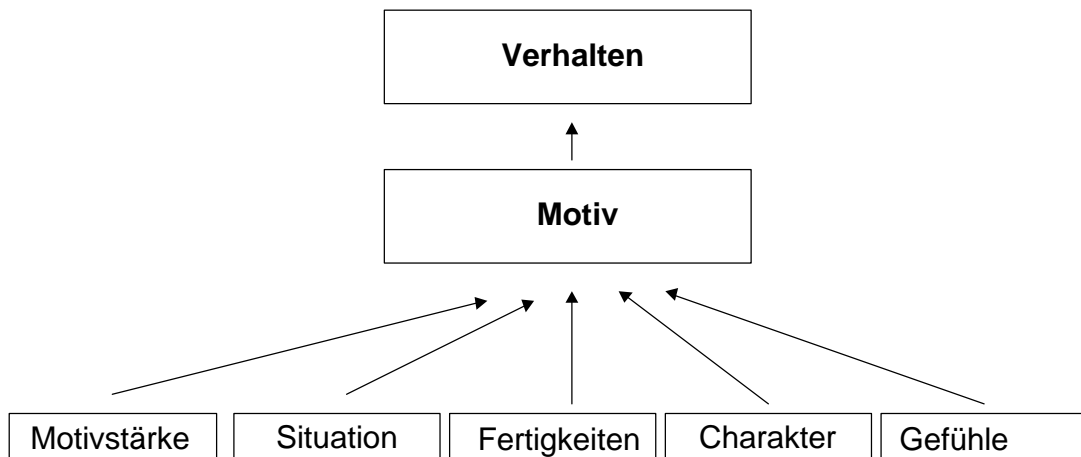 Verhalten
Motiv
Motivstärke Situation Fertigkeiten Charakter Gefühle